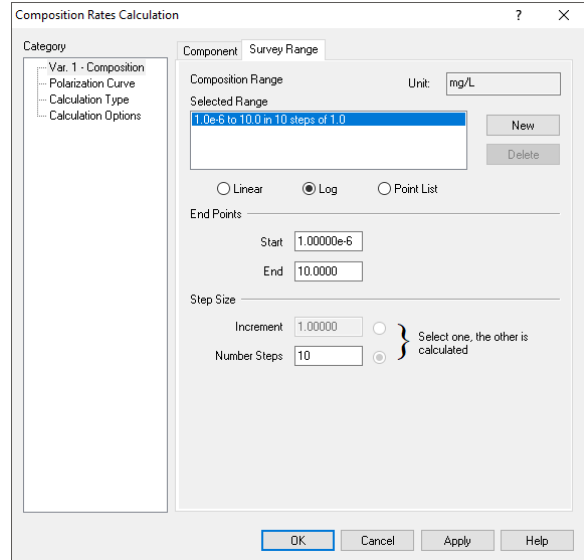 Composition Rates Calculation ? X
Category
Var. 1 - Composition
Polarization Curve
Calculation Type
Calculation Options
Component Survey Range
Composition Range Unit: mg/L
Selected Range
1.0e-6 to 10.0 in 10 steps of 1.0
New
Delete
Linear Log Point List
End Points
Start 1.00000e-6
End 10.0000
Step Size
Increment 1.00000
Number Steps 10
Select one, the other is
calculated
OK Cancel Apply Help